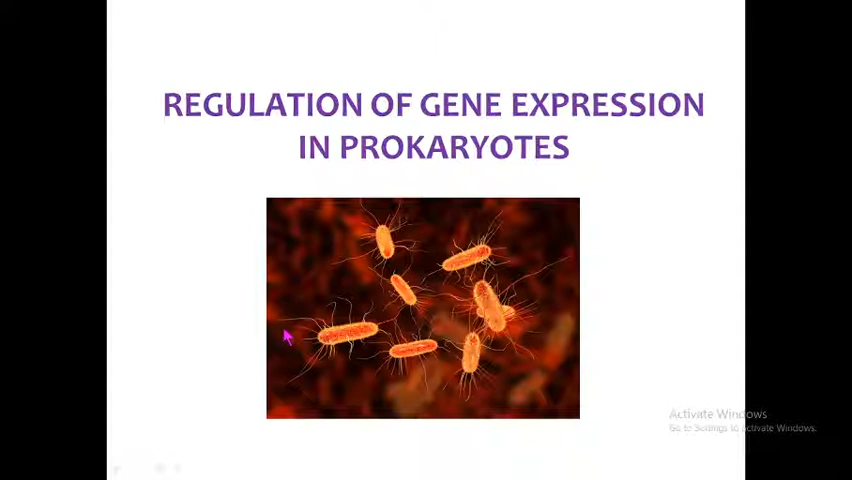 REGULATION OF GENE EXPRESSION
IN PROKARYOTES
Activate Windows
Go to Settings to Activate Windows.